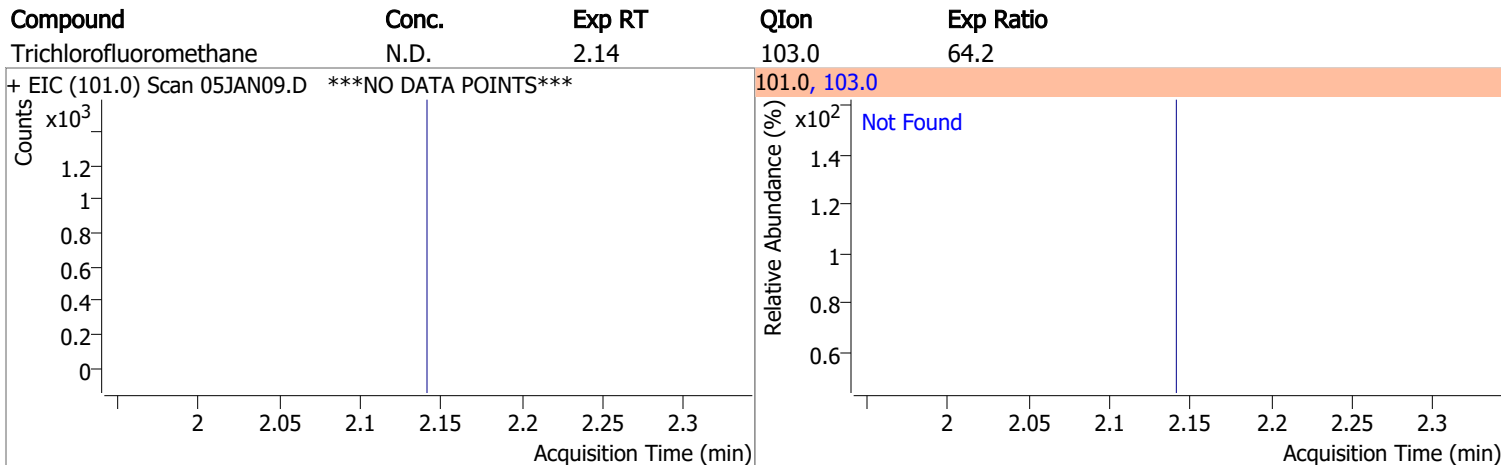 Compound Conc. Exp RT QIon Exp Ratio
Trichlorofluoromethane N.D. 2.14 103.0 64.2
+ EIC (101.0) Scan 05JAN09.D ***NO DATA POINTS***
Counts
x10³
1.2
1
0.8
0.6
0.4
0.2
0
2 2.05 2.1 2.15 2.2 2.25 2.3
Acquisition Time (min)
101.0, 103.0
Relative Abundance (%)
x10²
Not Found
1.4
1.2
1
0.8
0.6
2 2.05 2.1 2.15 2.2 2.25 2.3
Acquisition Time (min)